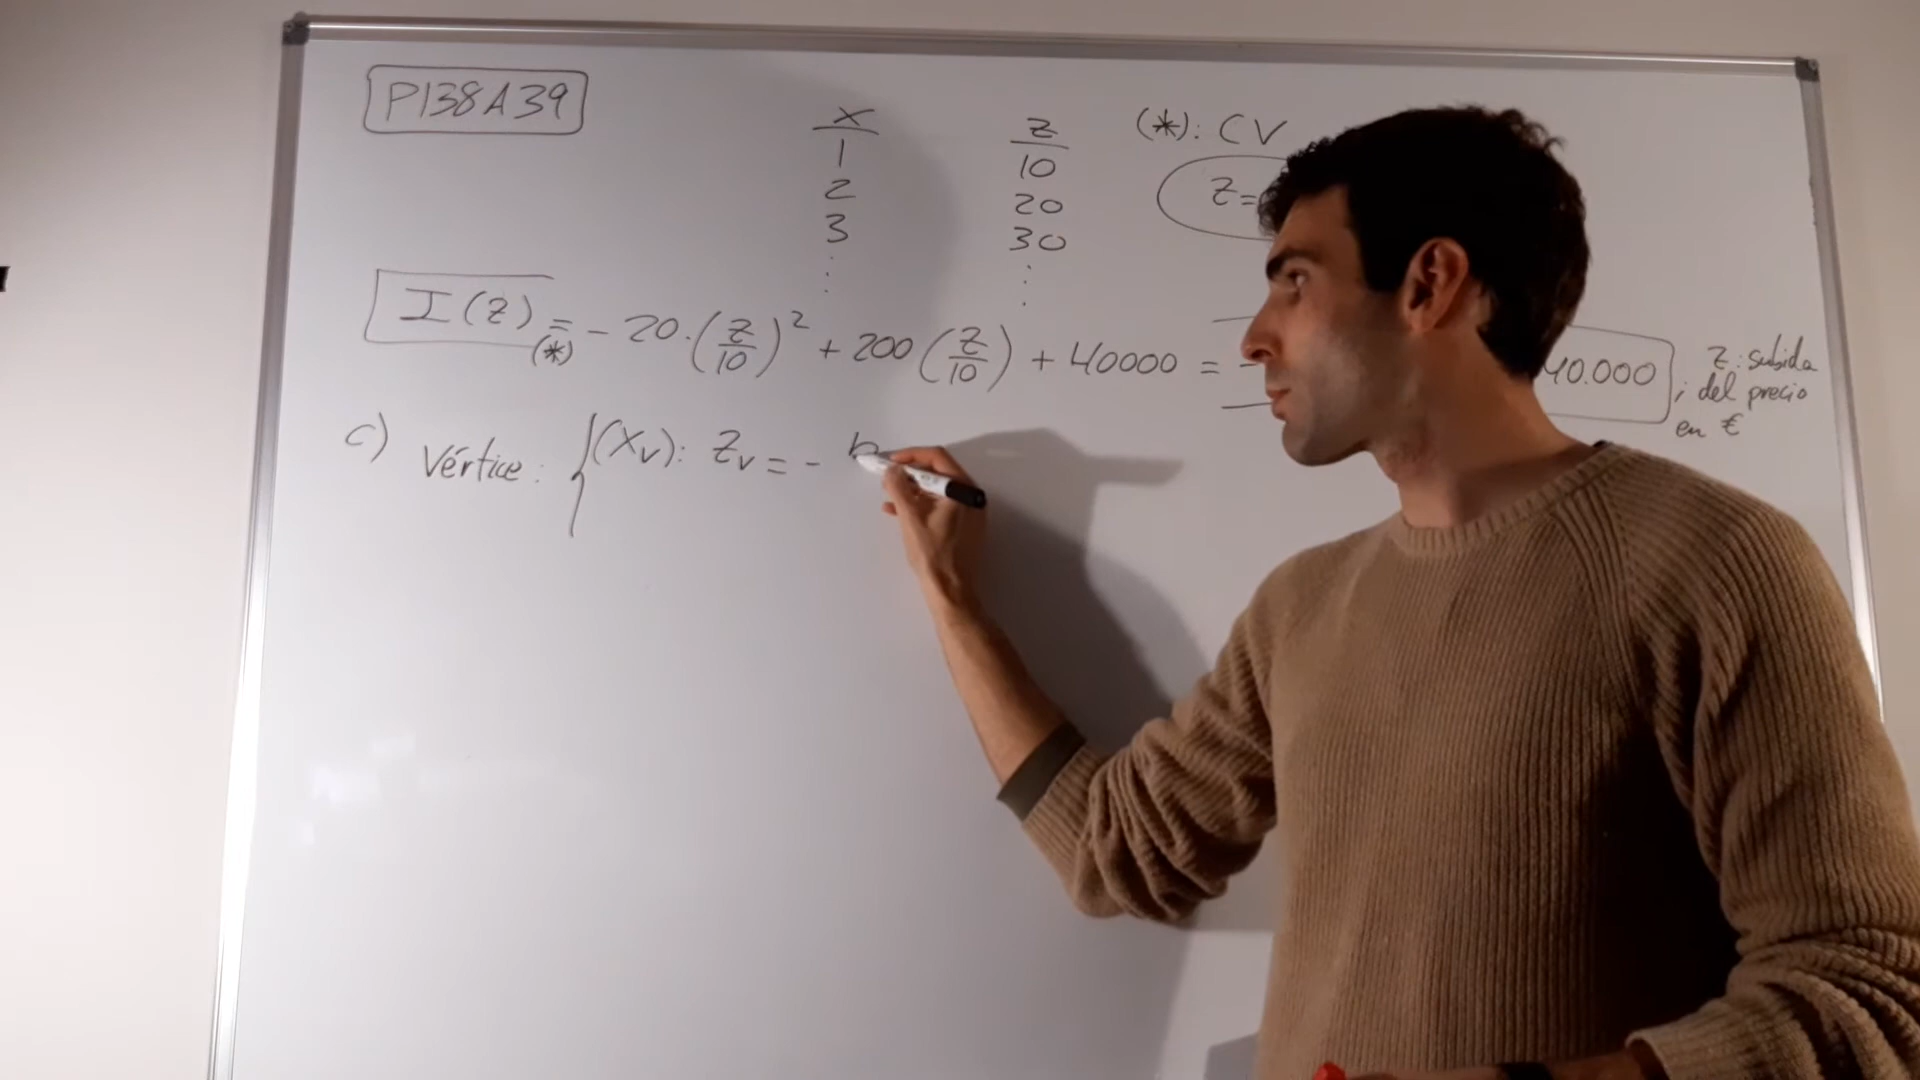 P138A39
x
1
2
3
⋮
z
10
20
30
⋮
(*): CV
z=
I(z) = -20·(z/10)² + 200(z/10) + 40000 = -
(*)
40.000 ; z: subida
del precio
en €
c) Vértice: {(Xv): Zv = - b